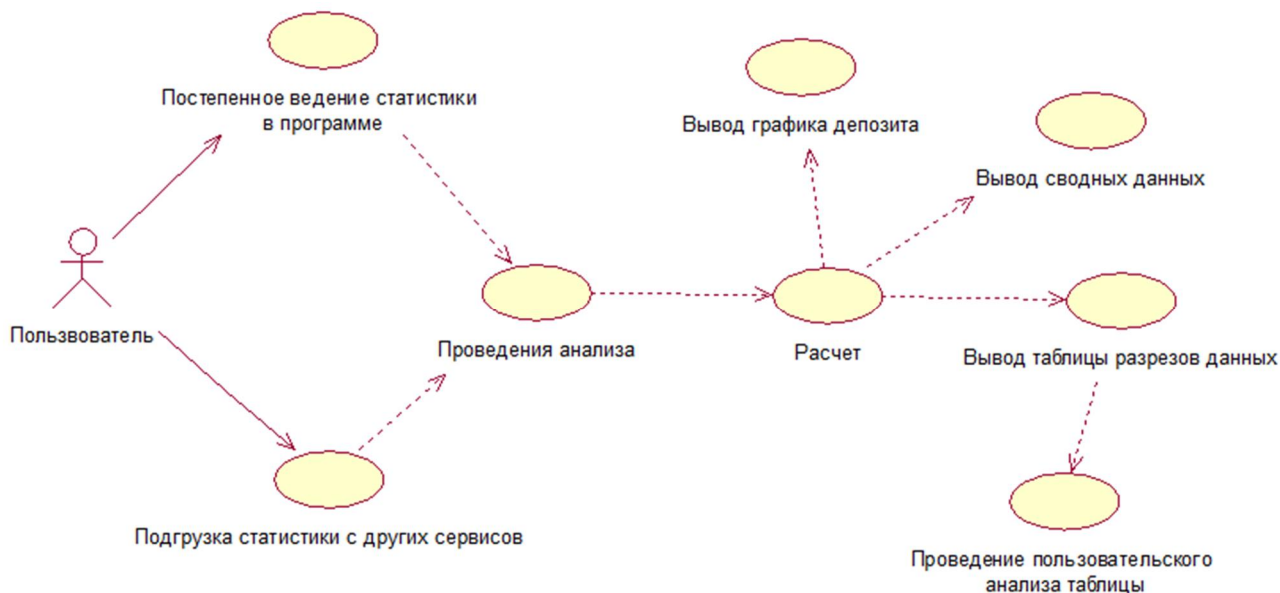 Постепенное ведение статистики
в программе
Вывод графика депозита
Вывод сводных данных
Пользвователь
Проведения анализа
Расчет
Вывод таблицы разрезов данных
Подгрузка статистики с других сервисов
Проведение пользовательского
анализа таблицы